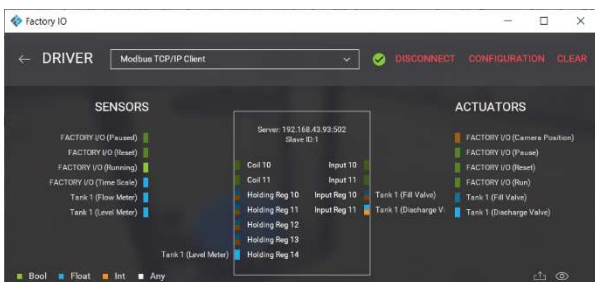 Factory IO
DRIVER
Modbus TCP/IP Client
DISCONNECT
CONFIGURATION
CLEAR
SENSORS
FACTORY I/O (Paused)
FACTORY I/O (Reset)
FACTORY I/O (Running)
FACTORY I/O (Time Scale)
Tank 1 (Flow Meter)
Tank 1 (Level Meter)
Server: 192.168.43.93:502
Slave ID:1
Coil 10 Input 10
Coil 11 Input 11
Holding Reg 10 Input Reg 10 Tank 1 (Fill Valve)
Holding Reg 11 Input Reg 11 Tank 1 (Discharge V
Holding Reg 12
Holding Reg 13
Tank 1 (Level Meter) Holding Reg 14
ACTUATORS
FACTORY I/O (Camera Position)
FACTORY I/O (Pause)
FACTORY I/O (Reset)
FACTORY I/O (Run)
Tank 1 (Fill Valve)
Tank 1 (Discharge Valve)
Bool Float Int Any